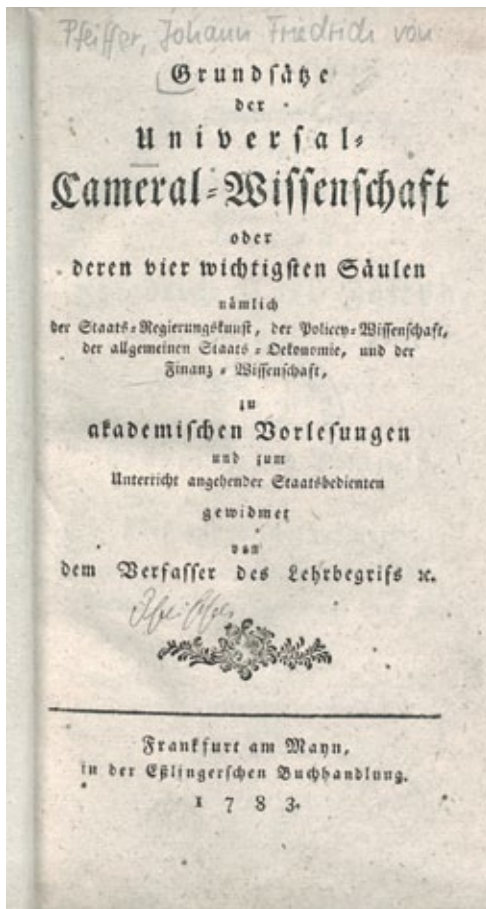 Pfeiffer, Johann Friedrich von
Grundsätze
der
Universal-
Cameral-Wissenschaft
oder
deren vier wichtigsten Säulen
nämlich
der Staats-Regierungskunst, der Policey-Wissenschaft,
der allgemeinen Staats-Oekonomie, und der
Finanz-Wissenschaft,
zu
akademischen Vorlesungen
und zum
Unterricht angehender Staatsbedienten
gewidmet
von
dem Verfasser des Lehrbegrifs ꝛc.
Pfeiffer
Frankfurt am Mayn,
in der Eßlingerschen Buchhandlung.
1783.